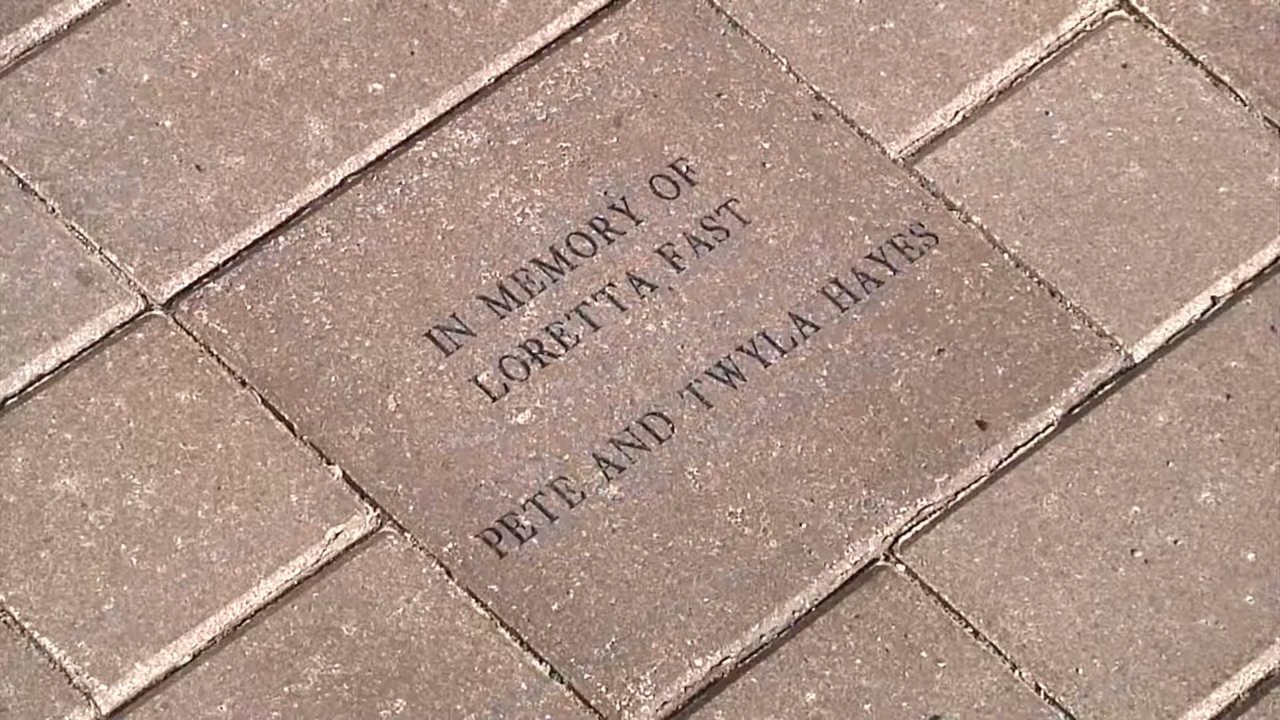 IN MEMORY OF
LORETTA FAST
PETE AND TWYLA HAYES